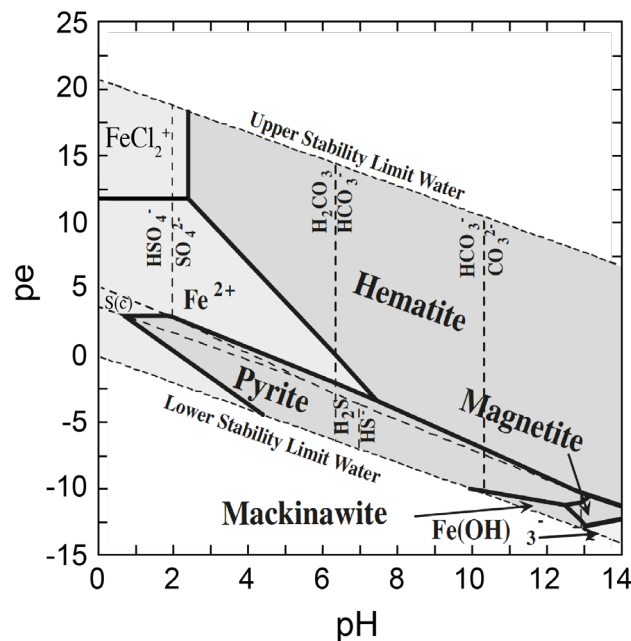 25
20
15
10
5
0
-5
-10
-15
pe
FeCl₂⁺
Upper Stability Limit Water
HSO₄⁻
SO₄²⁻
H₂CO₃
HCO₃⁻
HCO₃⁻
CO₃²⁻
Hematite
Fe²⁺
S(c)
Pyrite
H₂S
HS⁻
Magnetite
Lower Stability Limit Water
Mackinawite
Fe(OH)₃⁻
0 2 4 6 8 10 12 14
pH